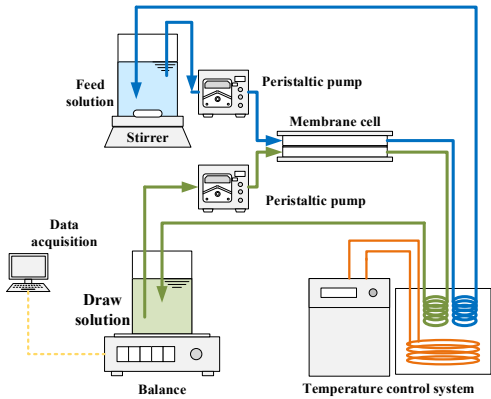 Feed
solution
Peristaltic pump
Stirrer
Membrane cell
Peristaltic pump
Data
acquisition
Draw
solution
Balance
Temperature control system